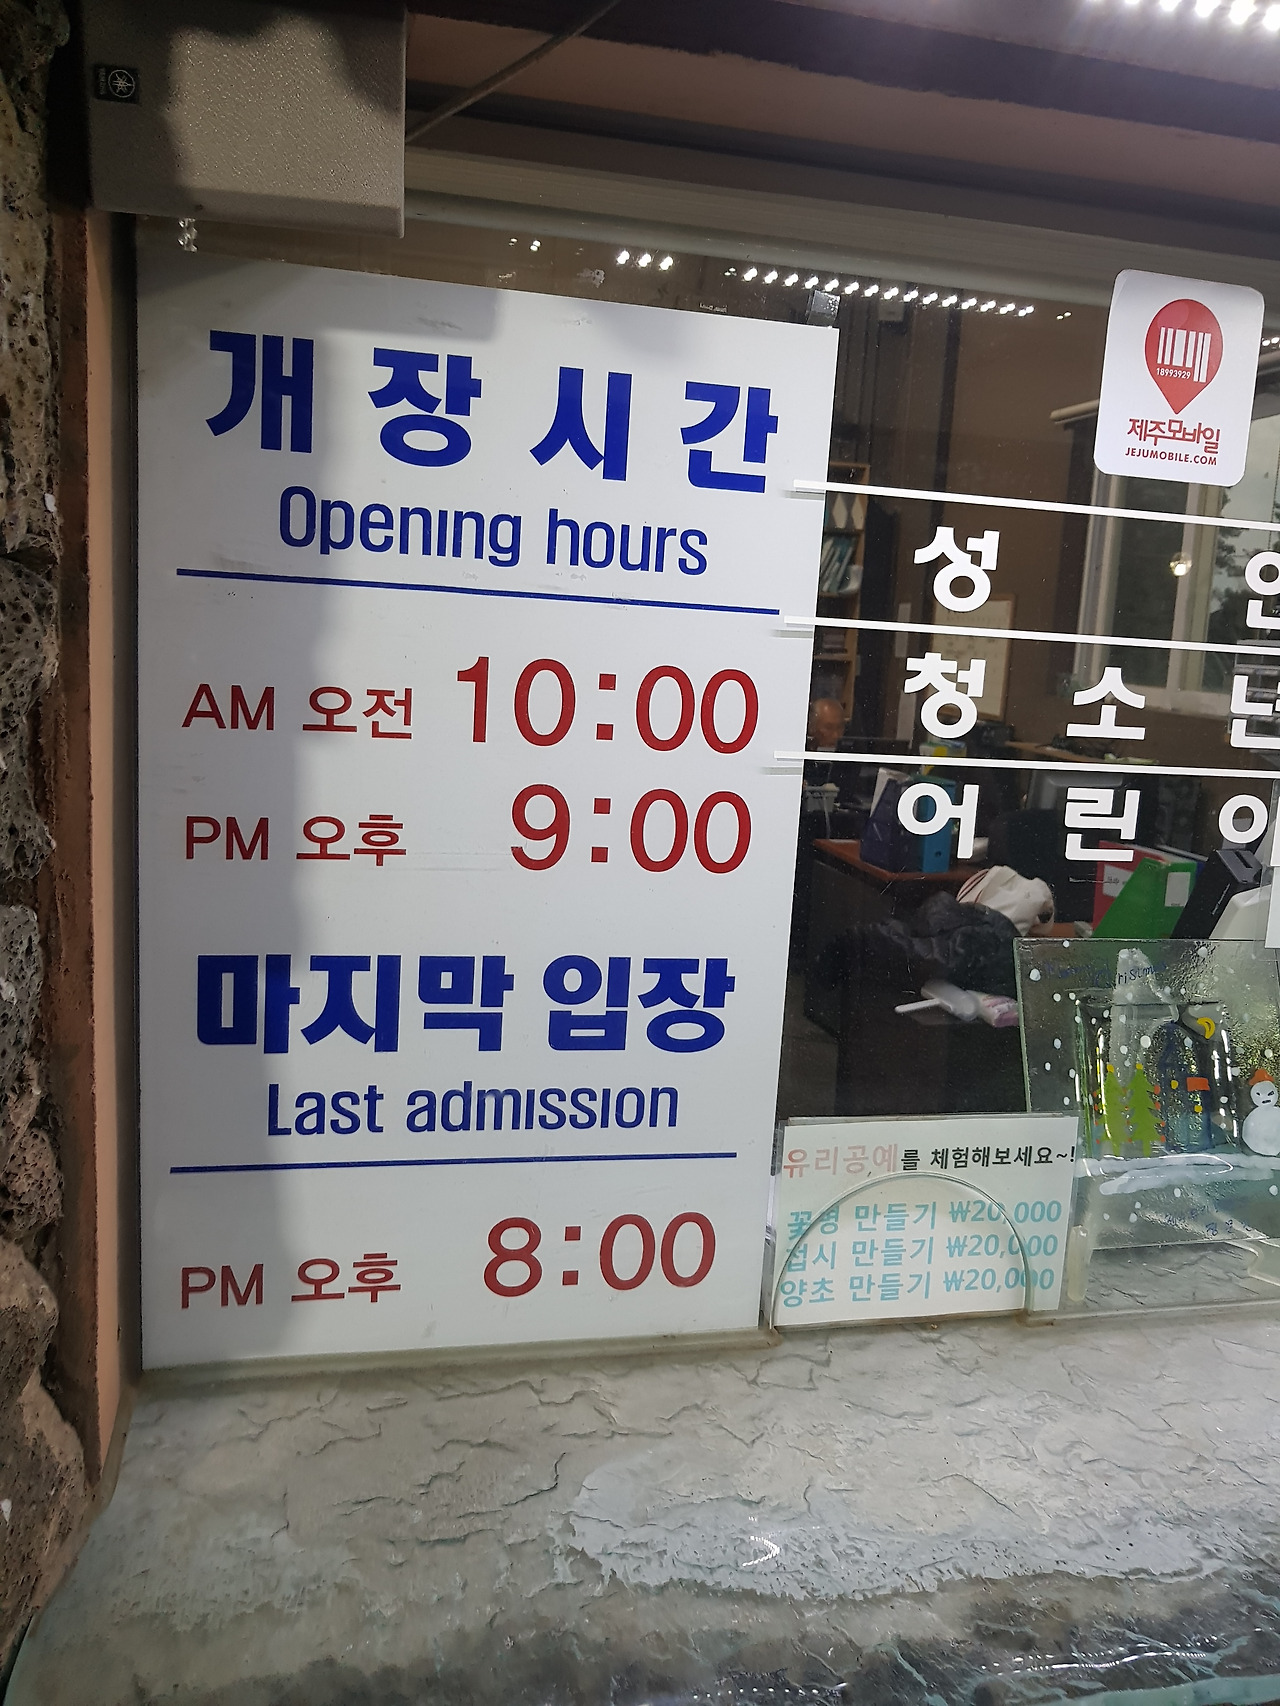 개장시간
Opening hours
AM 오전 10:00
PM 오후 9:00
마지막 입장
Last admission
PM 오후 8:00
18993929
제주모바일
JEJUMOBILE.COM
성
청 소 년
어 린 이
유리공예를 체험해보세요~!
꽃병 만들기 ₩20,000
접시 만들기 ₩20,000
양초 만들기 ₩20,000